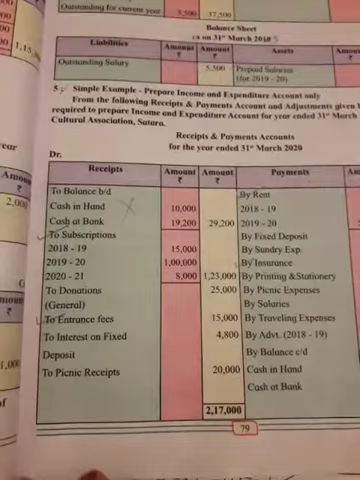 Outstanding for current year 3,500 17,500
Balance Sheet
as on 31st March 2018
Liabilities Amount ₹ Amount ₹ Assets Amoun
Outstanding Salary 5,500 Prepaid Salaries
(for 2019 - 20)
5) Simple Example - Prepare Income and Expenditure Account only
From the following Receipts & Payments Account and Adjustments given
required to prepare Income and Expenditure Account for year ended 31st March
Cultural Association, Satara.
Receipts & Payments Accounts
for the year ended 31st March 2020
Dr.
Receipts Amount ₹ Amount ₹ Payments Am
To Balance b/d By Rent
Cash in Hand 10,000 2018 - 19
Cash at Bank 19,200 29,200 2019 - 20
To Subscriptions By Fixed Deposit
2018 - 19 15,000 By Sundry Exp.
2019 - 20 1,00,000 By Insurance
2020 - 21 8,000 1,23,000 By Printing &Stationery
To Donations 25,000 By Picnic Expenses
(General) By Salaries
To Entrance fees 15,000 By Traveling Expenses
To Interest on Fixed 4,800 By Advt. (2018 - 19)
Deposit By Balance c/d
To Picnic Receipts 20,000 Cash in Hand
Cash at Bank
2,17,000
79